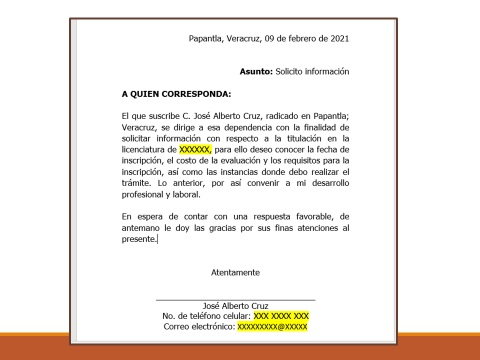 Papantla, Veracruz, 09 de febrero de 2021
Asunto: Solicito información
A QUIEN CORRESPONDA:
El que suscribe C. José Alberto Cruz, radicado en Papantla;
Veracruz, se dirige a esa dependencia con la finalidad de
solicitar información con respecto a la titulación en la
licenciatura de XXXXXX, para ello deseo conocer la fecha de
inscripción, el costo de la evaluación y los requisitos para la
inscripción, así como las instancias donde debo realizar el
trámite. Lo anterior, por así convenir a mi desarrollo
profesional y laboral.
En espera de contar con una respuesta favorable, de
antemano le doy las gracias por sus finas atenciones al
presente.
Atentamente
José Alberto Cruz
No. de teléfono celular: XXX XXXX XXX
Correo electrónico: XXXXXXXXX@XXXXX